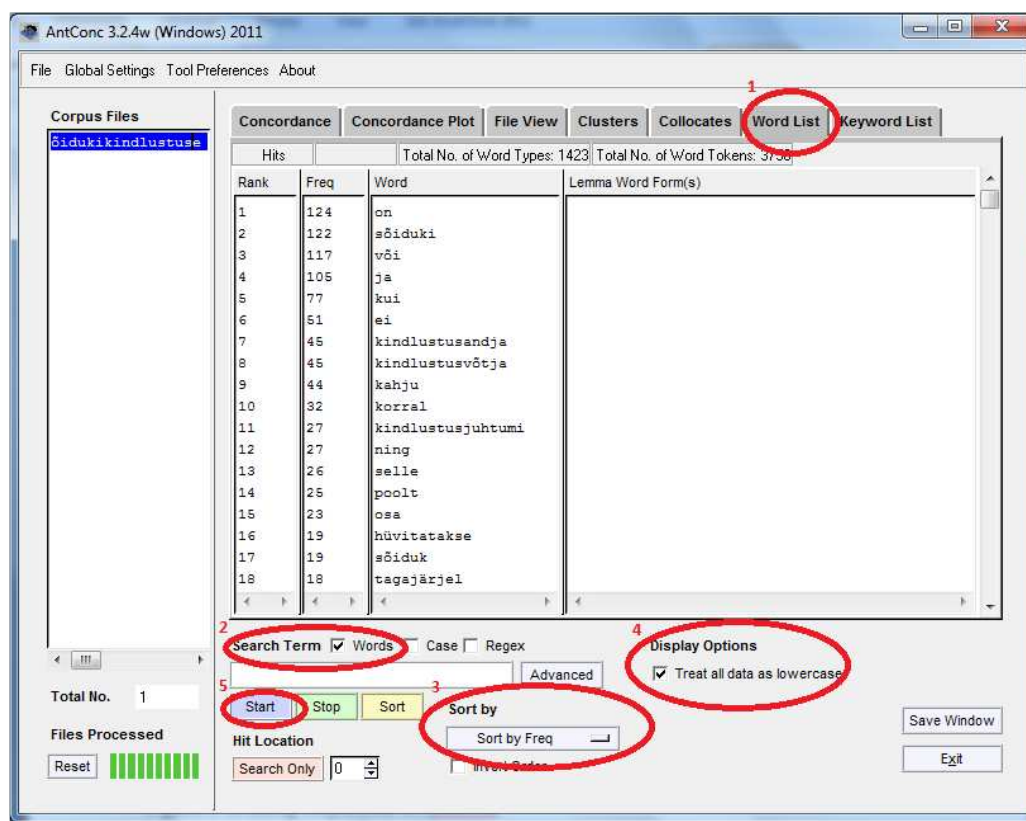 AntConc 3.2.4w (Windows) 2011
File Global Settings Tool Preferences About
1
Corpus Files
õidukikindlustuse
Concordance Concordance Plot File View Clusters Collocates Word List Keyword List
Hits Total No. of Word Types: 1423 Total No. of Word Tokens: 3758
Rank Freq Word Lemma Word Form(s)
1 124 on
2 122 sõiduki
3 117 või
4 105 ja
5 77 kui
6 51 ei
7 45 kindlustusandja
8 45 kindlustusvõtja
9 44 kahju
10 32 korral
11 27 kindlustusjuhtumi
12 27 ning
13 26 selle
14 25 poolt
15 23 osa
16 19 hüvitatakse
17 19 sõiduk
18 18 tagajärjel
2
4
Search Term Words Case Regex
Display Options
Advanced
Treat all data as lowercase
Total No. 1
5
3
Start Stop Sort
Sort by
Sort by Freq
Save Window
Files Processed
Hit Location
Reset
Search Only 0
Invert Order
Exit